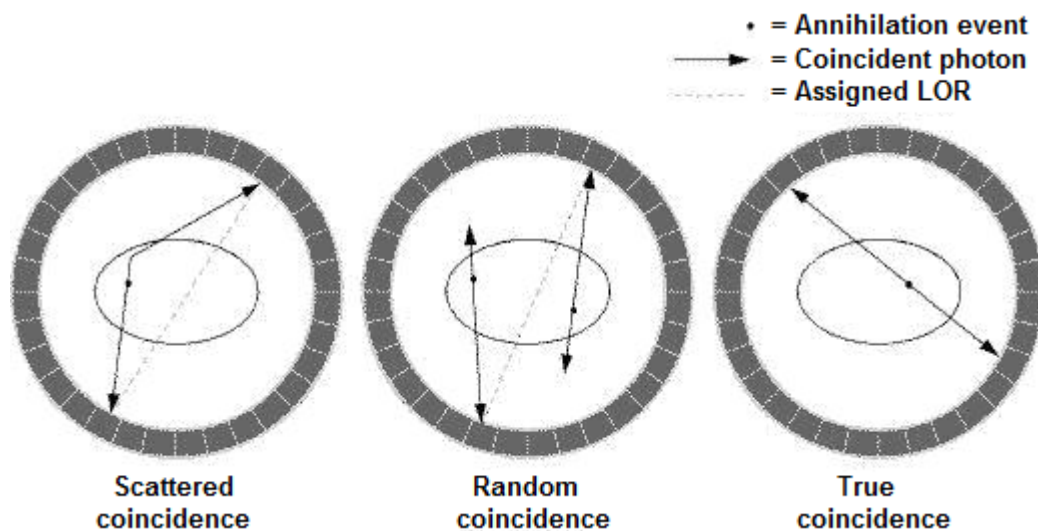 = Annihilation event
= Coincident photon
= Assigned LOR
Scattered
coincidence
Random
coincidence
True
coincidence